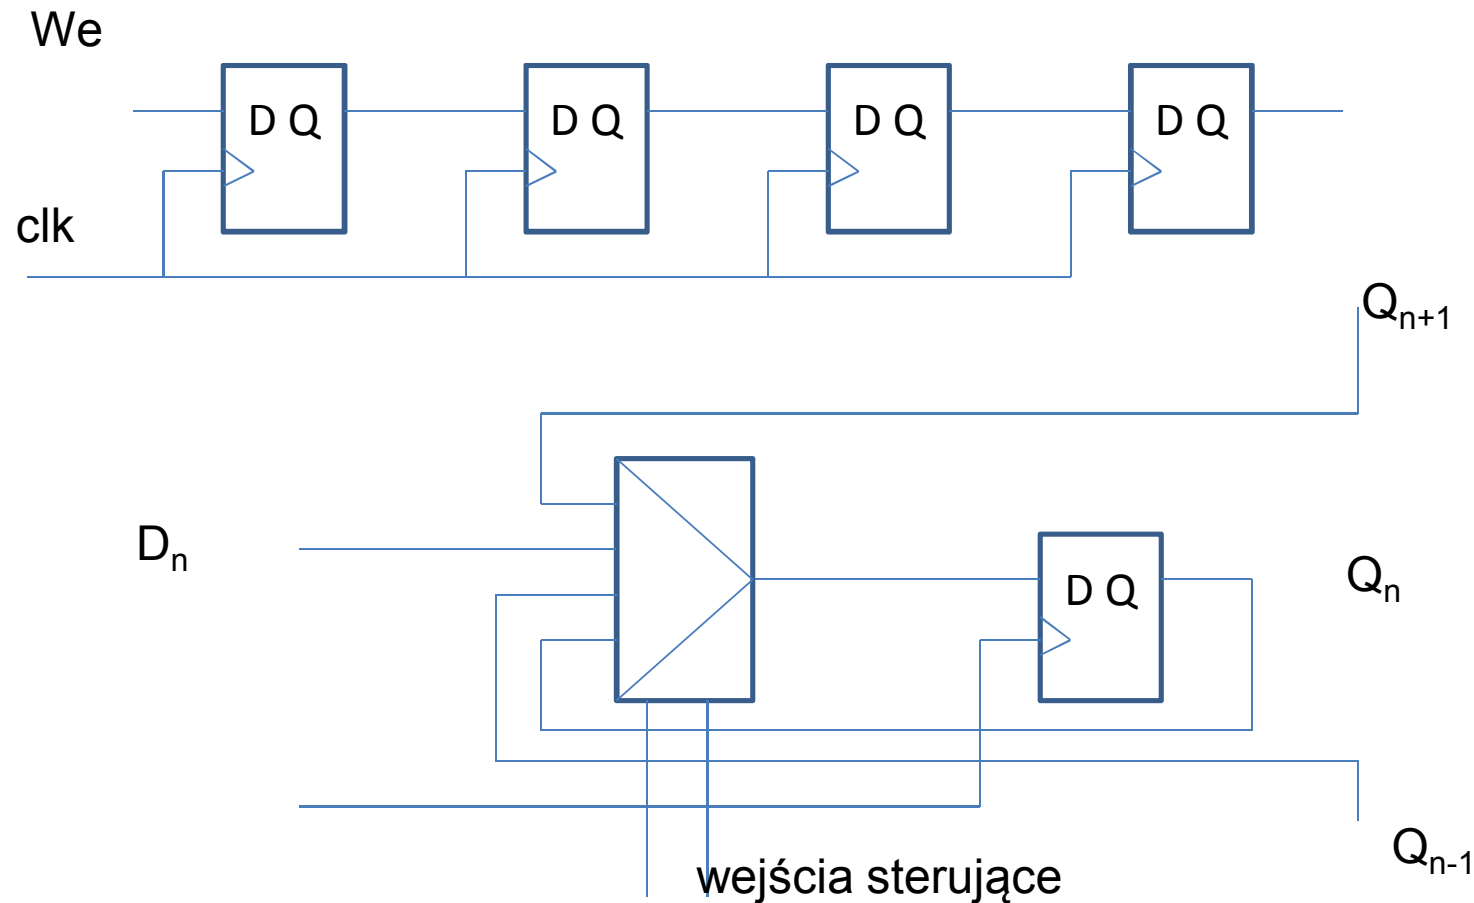 We
D Q D Q D Q D Q
clk
Qn+1
Dn
D Q
Qn
Qn-1
wejścia sterujące